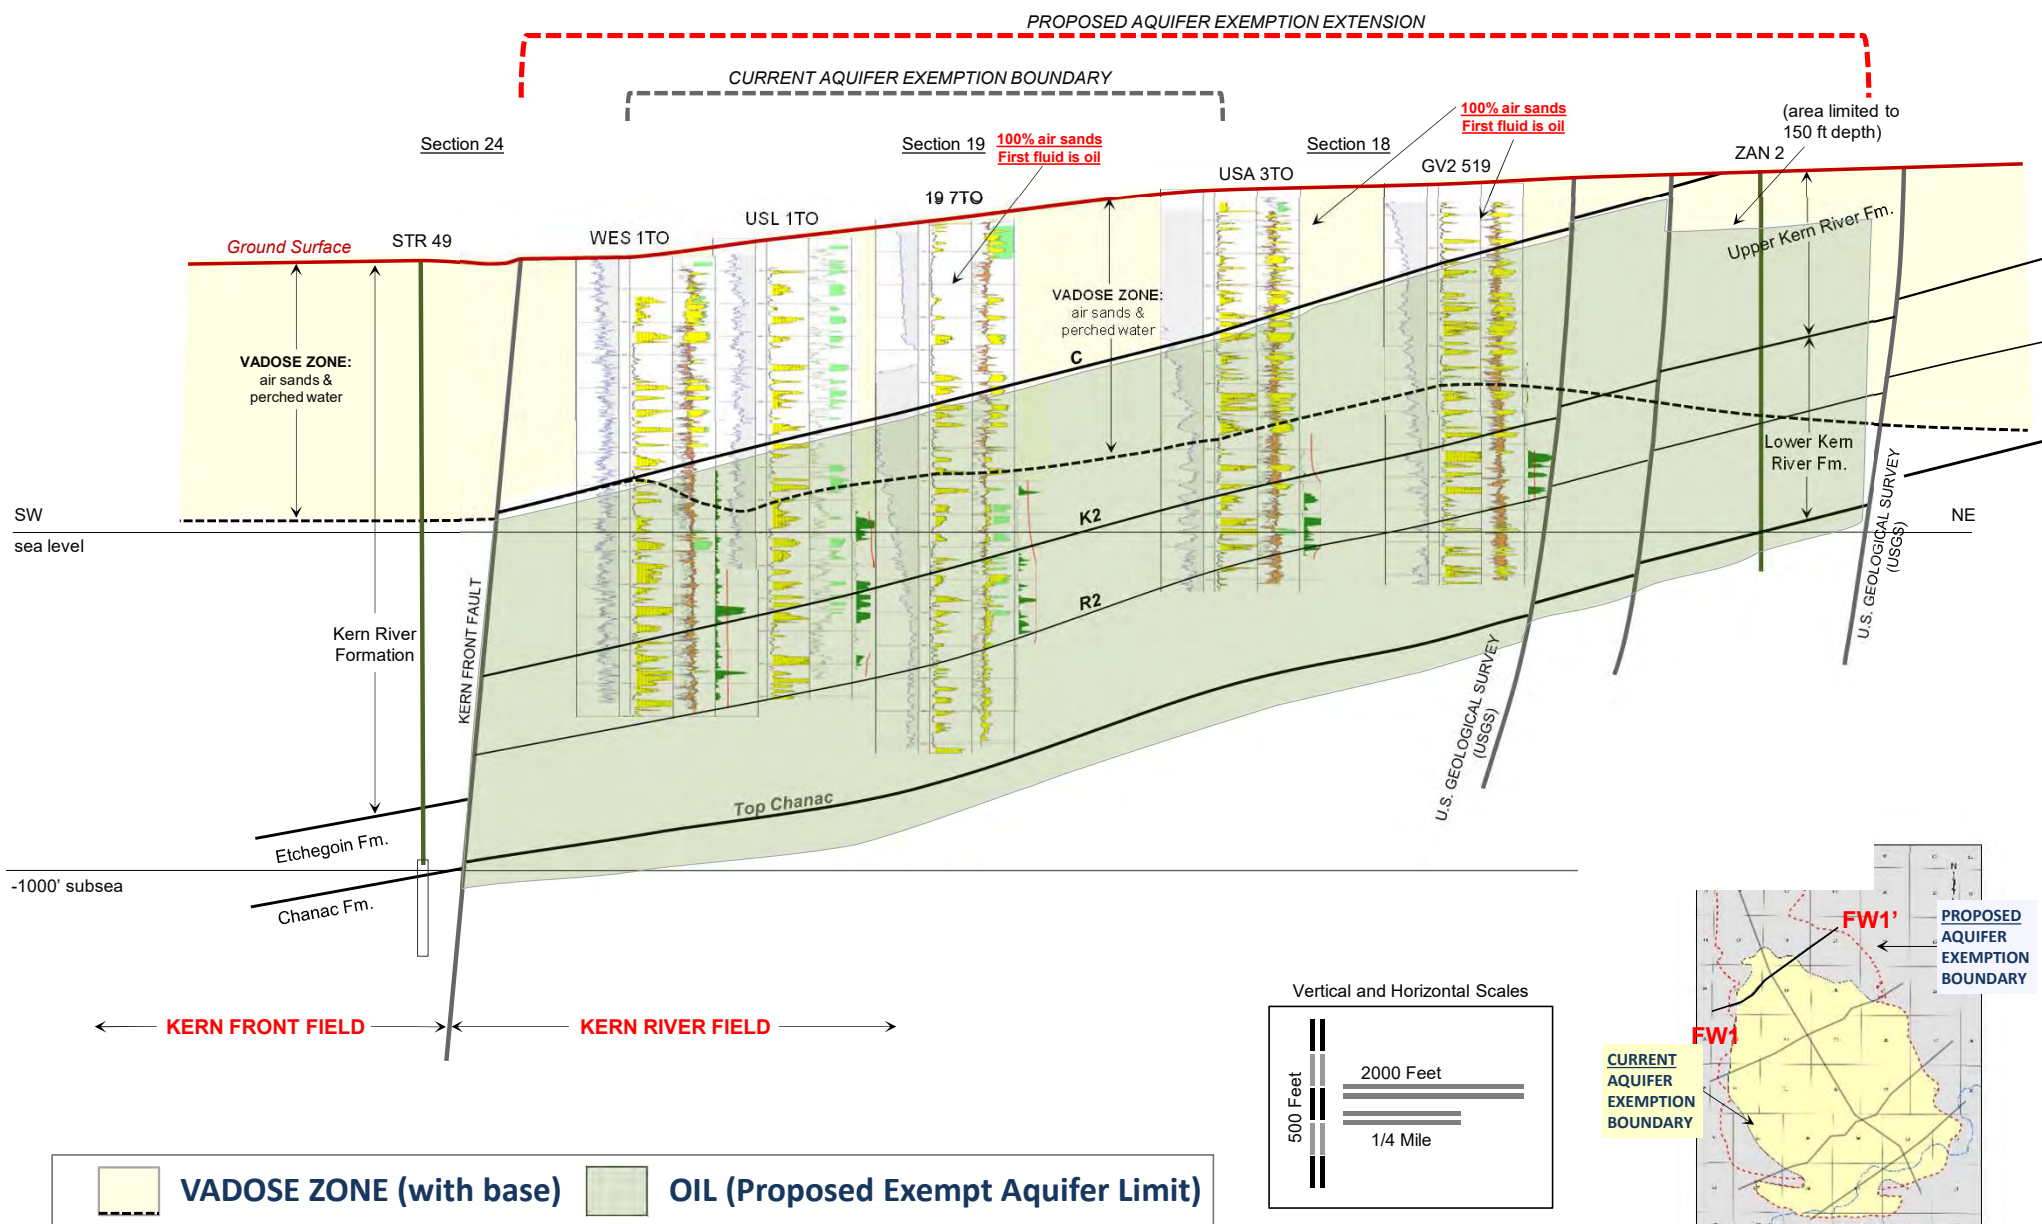 PROPOSED AQUIFER EXEMPTION EXTENSION
CURRENT AQUIFER EXEMPTION BOUNDARY
Section 24
Section 19
100% air sands
First fluid is oil
100% air sands
First fluid is oil
Section 18
(area limited to
150 ft depth)
Ground Surface
STR 49
WES 1TO
USL 1TO
19 7TO
USA 3TO
GV2 519
ZAN 2
VADOSE ZONE:
air sands &
perched water
VADOSE ZONE:
air sands &
perched water
Upper Kern River Fm.
Lower Kern
River Fm.
C
K2
R2
SW
sea level
NE
Kern River
Formation
KERN FRONT FAULT
U.S. GEOLOGICAL SURVEY
(USGS)
U.S. GEOLOGICAL SURVEY
(USGS)
Top Chanac
Etchegoin Fm.
-1000' subsea
Chanac Fm.
KERN FRONT FIELD
KERN RIVER FIELD
Vertical and Horizontal Scales
500 Feet
2000 Feet
1/4 Mile
N
FW1'
FW1
PROPOSED
AQUIFER
EXEMPTION
BOUNDARY
CURRENT
AQUIFER
EXEMPTION
BOUNDARY
VADOSE ZONE (with base)
OIL (Proposed Exempt Aquifer Limit)